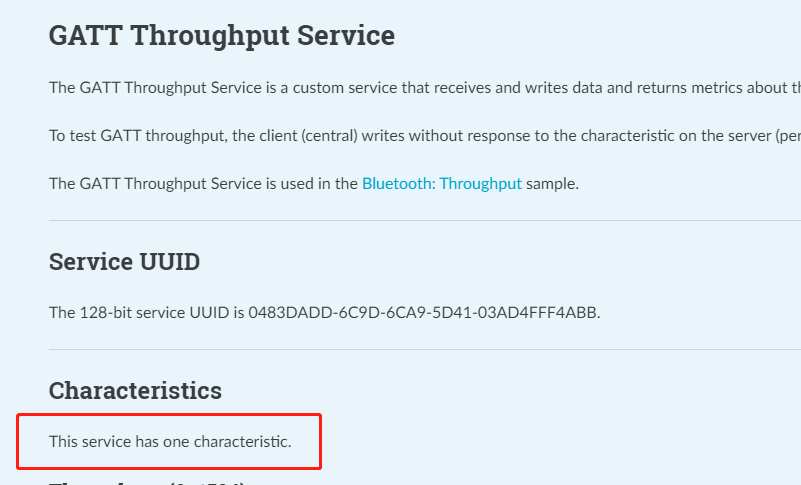 GATT Throughput Service
The GATT Throughput Service is a custom service that receives and writes data and returns metrics about
To test GATT throughput, the client (central) writes without response to the characteristic on the server
The GATT Throughput Service is used in the Bluetooth: Throughput sample.
Service UUID
The 128-bit service UUID is 0483DADD-6C9D-6CA9-5D41-03AD4FFF4ABB.
Characteristics
This service has one characteristic.